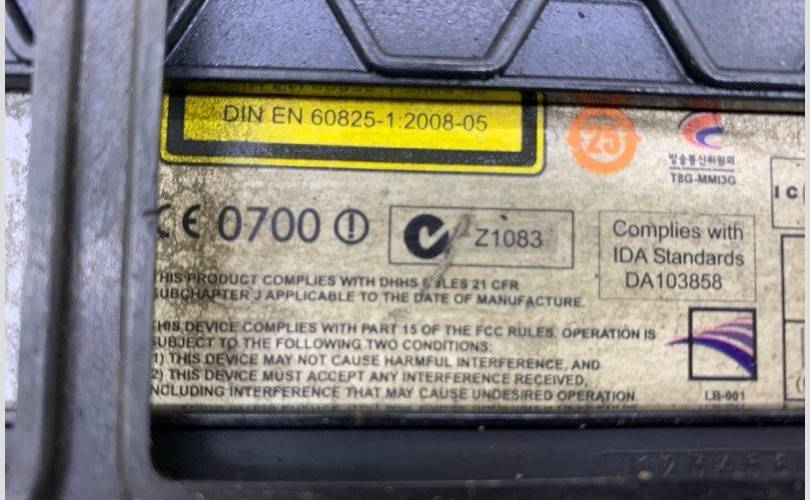 DIN EN 60825-1:2008-05
25
방송통신위원회
TBG-MMI3G
CE 0700
Z1083
Complies with
IDA Standards
DA103858
I C
THIS PRODUCT COMPLIES WITH DHHS RULES 21 CFR
SUBCHAPTER J APPLICABLE TO THE DATE OF MANUFACTURE.
THIS DEVICE COMPLIES WITH PART 15 OF THE FCC RULES. OPERATION IS
SUBJECT TO THE FOLLOWING TWO CONDITIONS:
1) THIS DEVICE MAY NOT CAUSE HARMFUL INTERFERENCE, AND
2) THIS DEVICE MUST ACCEPT ANY INTERFERENCE RECEIVED,
INCLUDING INTERFERENCE THAT MAY CAUSE UNDESIRED OPERATION.
LB-001